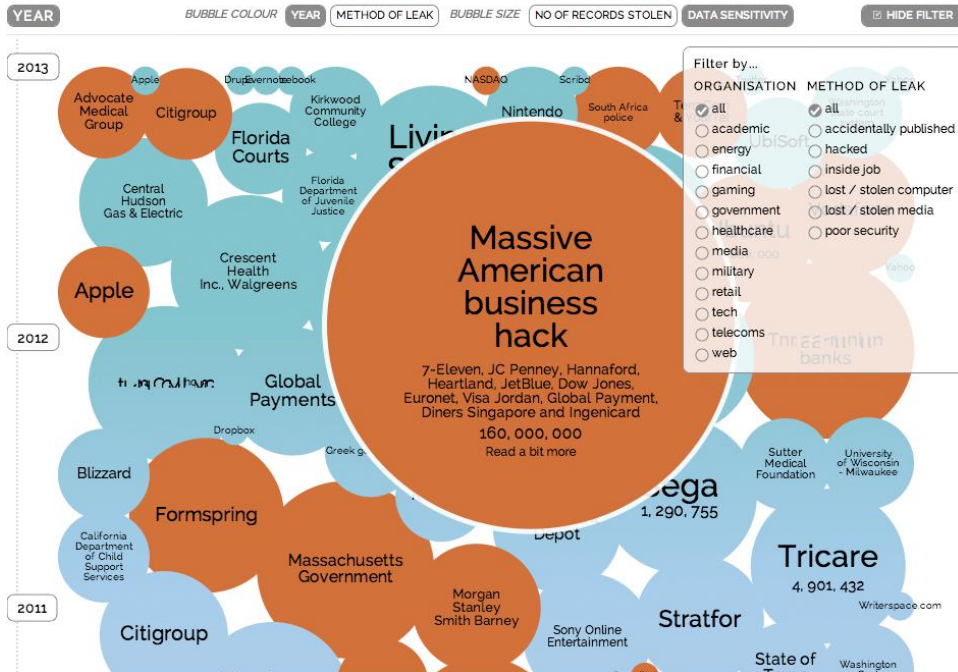 YEAR
BUBBLE COLOUR YEAR METHOD OF LEAK BUBBLE SIZE NO OF RECORDS STOLEN DATA SENSITIVITY HIDE FILTER
2013
Apple
Evernote
NASDAQ
Scribd
Advocate
Medical
Group
Citigroup
Kirkwood
Community
College
Nintendo
South Africa
police
Florida
Courts
Filter by...
ORGANISATION METHOD OF LEAK
all
academic
energy
financial
gaming
government
healthcare
media
military
retail
tech
telecoms
web
all
accidentally published
hacked
inside job
lost / stolen computer
lost / stolen media
poor security
UbiSoft
Yahoo
banks
Central
Hudson
Gas & Electric
Florida
Department
of Juvenile
Justice
Crescent
Health
Inc., Walgreens
Apple
2012
Massive
American
business
hack
7-Eleven, JC Penney, Hannaford,
Heartland, JetBlue, Dow Jones,
Euronet, Visa Jordan, Global Payment,
Diners Singapore and Ingenicard
160, 000, 000
Read a bit more
Global
Payments
Dropbox
Greek
Blizzard
Formspring
Sutter
Medical
Foundation
University
of Wisconsin
- Milwaukee
1, 290, 755
Depot
California
Department
of Child
Support
Services
Massachusetts
Government
Tricare
4, 901, 432
Morgan
Stanley
Smith Barney
2011
Writerspace.com
Citigroup
Sony Online
Entertainment
Stratfor
State of
Washington